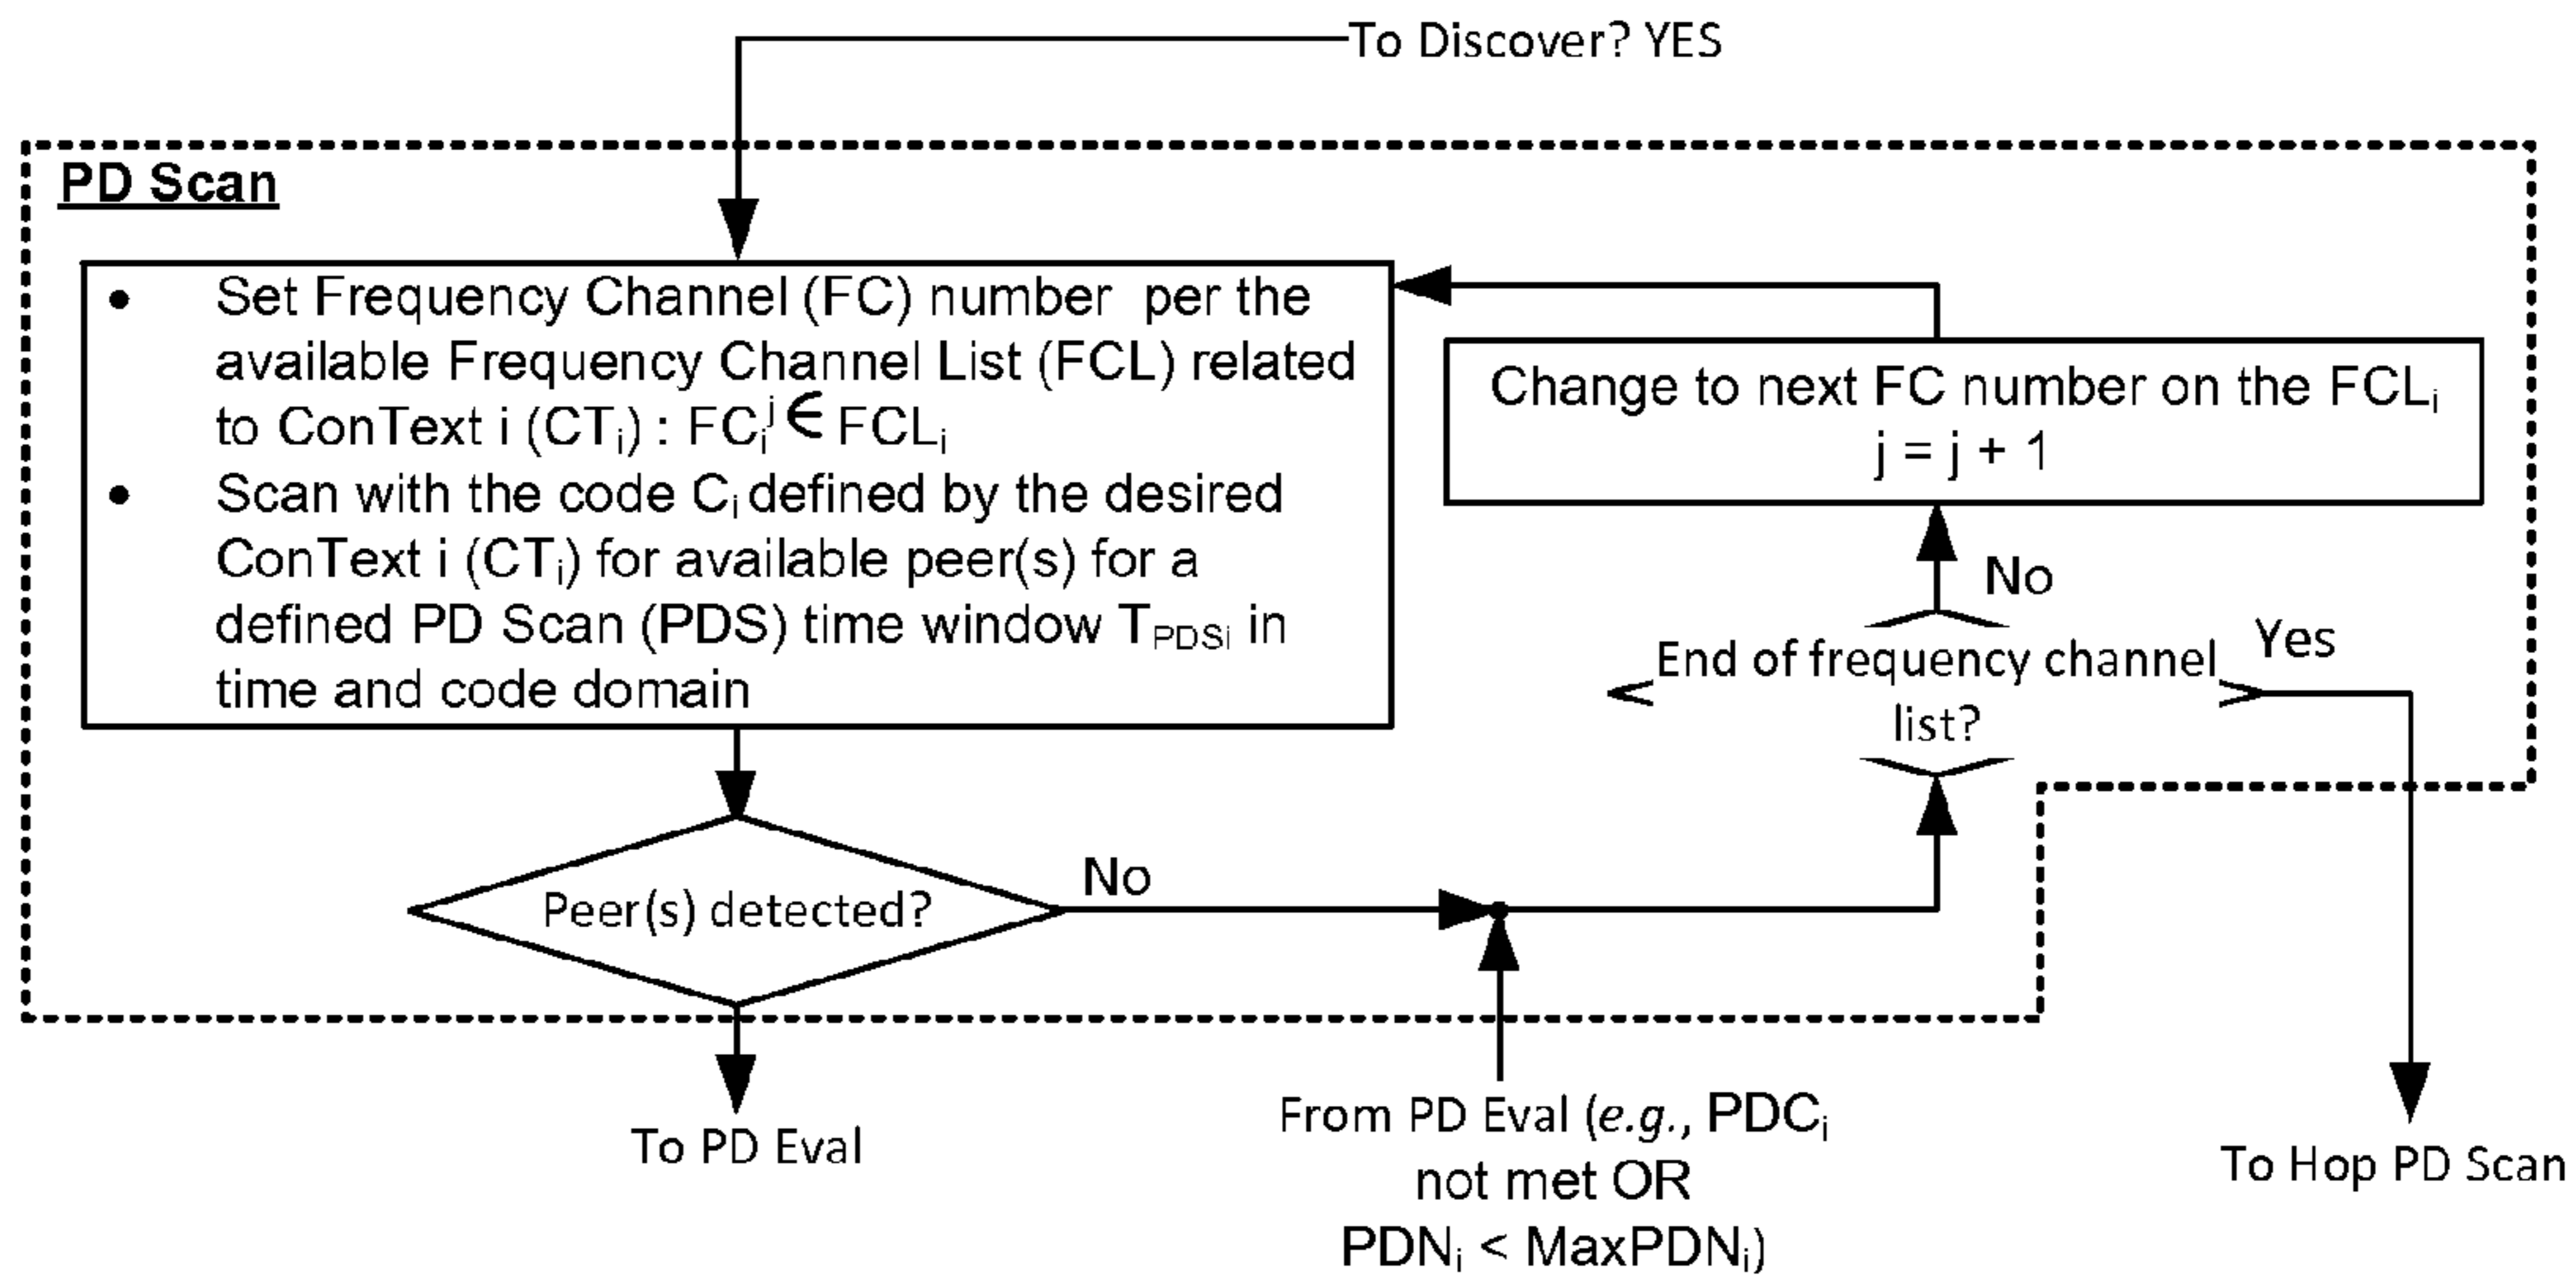 To Discover? YES
PD Scan
• Set Frequency Channel (FC) number per the
available Frequency Channel List (FCL) related
to ConText i (CTᵢ) : FCᵢʲ ∈ FCLᵢ
• Scan with the code Cᵢ defined by the desired
ConText i (CTᵢ) for available peer(s) for a
defined PD Scan (PDS) time window T_PDSi in
time and code domain
Change to next FC number on the FCLᵢ
j = j + 1
No
End of frequency channel
list?
Yes
Peer(s) detected?
No
To PD Eval
From PD Eval (e.g., PDCᵢ
not met OR
PDNᵢ < MaxPDNᵢ)
To Hop PD Scan